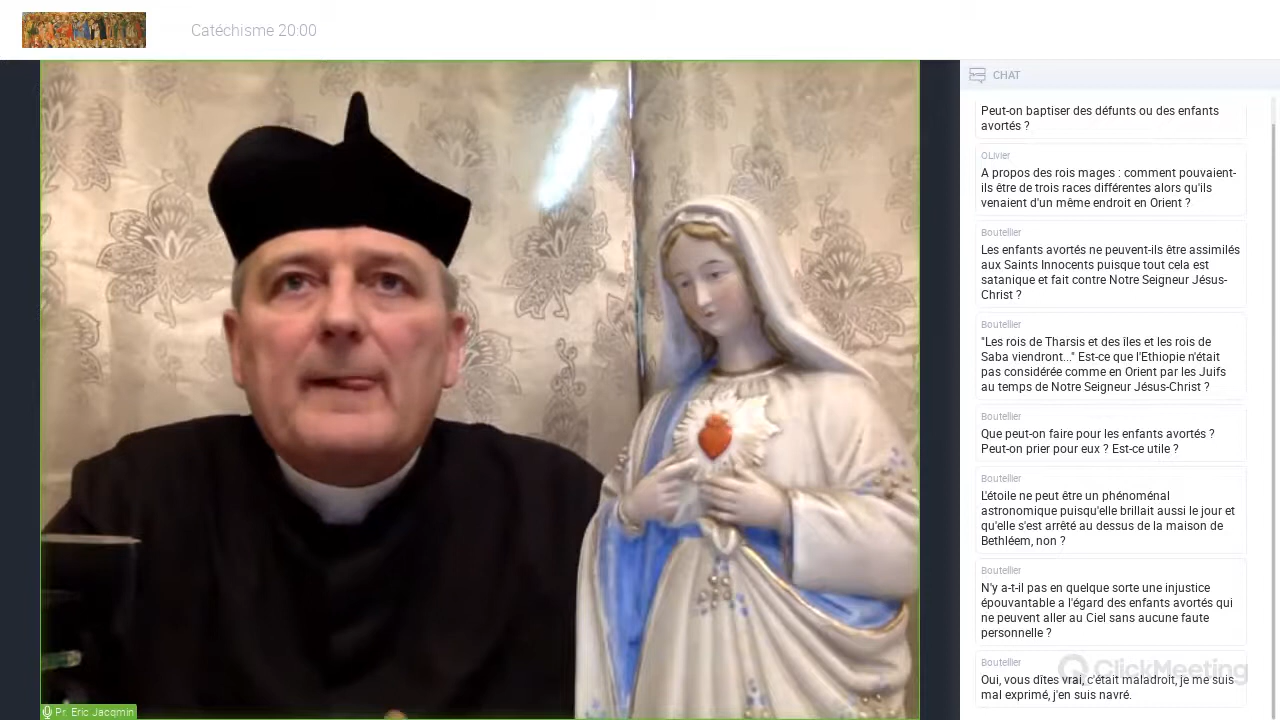 Catéchisme 20:00
CHAT
Peut-on baptiser des défunts ou des enfants
avortés ?
OLivier
A propos des rois mages : comment pouvaient-
ils être de trois races différentes alors qu'ils
venaient d'un même endroit en Orient ?
Boutellier
Les enfants avortés ne peuvent-ils être assimilés
aux Saints Innocents puisque tout cela est
satanique et fait contre Notre Seigneur Jésus-
Christ ?
Boutellier
"Les rois de Tharsis et des îles et les rois de
Saba viendront..." Est-ce que l'Ethiopie n'était
pas considérée comme en Orient par les Juifs
au temps de Notre Seigneur Jésus-Christ ?
Boutellier
Que peut-on faire pour les enfants avortés ?
Peut-on prier pour eux ? Est-ce utile ?
Boutellier
L'étoile ne peut être un phénoménal
astronomique puisqu'elle brillait aussi le jour et
qu'elle s'est arrêté au dessus de la maison de
Bethléem, non ?
Boutellier
N'y a-t-il pas en quelque sorte une injustice
épouvantable a l'égard des enfants avortés qui
ne peuvent aller au Ciel sans aucune faute
personnelle ?
Boutellier
Oui, vous dîtes vrai, c'était maladroit, je me suis
mal exprimé, j'en suis navré.
ClickMeeting
Pr. Eric Jacqmin